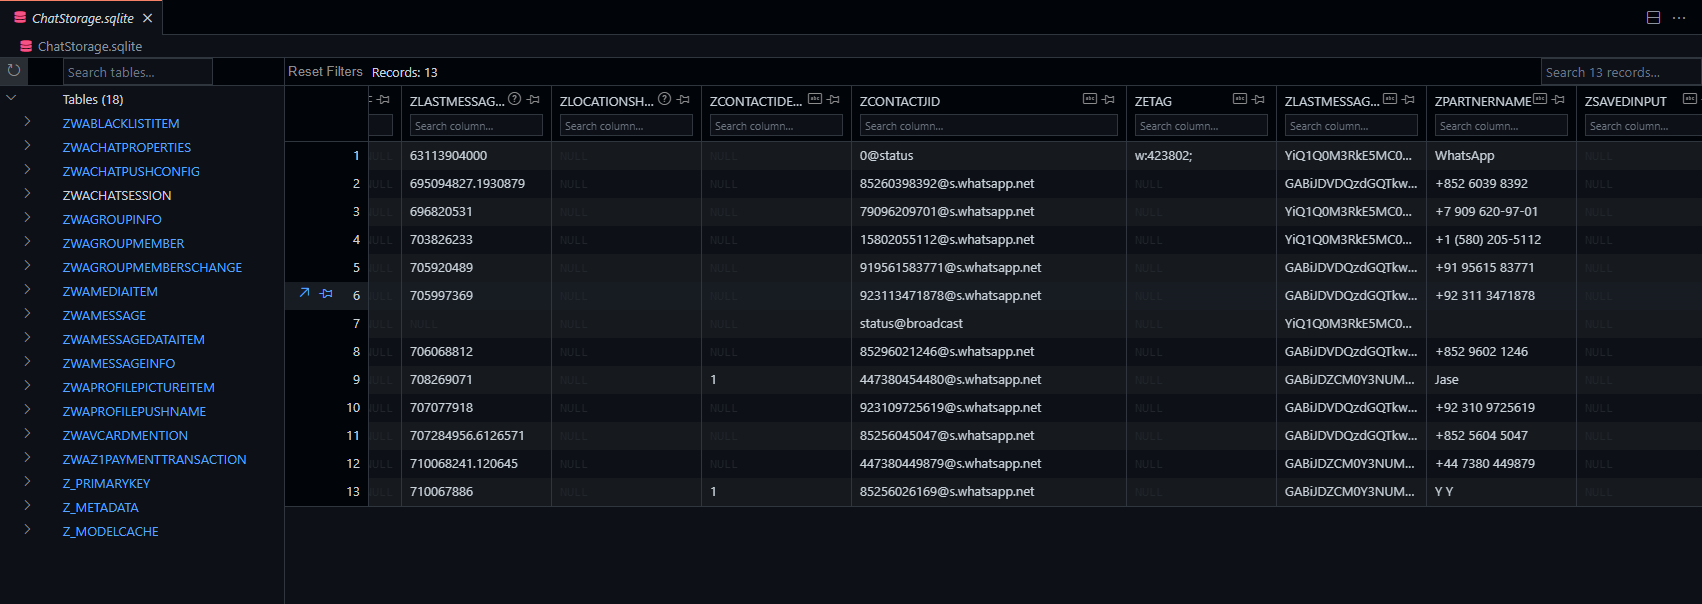 ChatStorage.sqlite
ChatStorage.sqlite
Search tables...
Reset Filters Records: 13
Search 13 records...
Tables (18)
ZWABLACKLISTITEM
ZWACHATPROPERTIES
ZWACHATPUSHCONFIG
ZWACHATSESSION
ZWAGROUPINFO
ZWAGROUPMEMBER
ZWAGROUPMEMBERSCHANGE
ZWAMEDIAITEM
ZWAMESSAGE
ZWAMESSAGEDATAITEM
ZWAMESSAGEINFO
ZWAPROFILEPICTUREITEM
ZWAPROFILEPUSHNAME
ZWAVCARDMENTION
ZWAZ1PAYMENTTRANSACTION
Z_PRIMARYKEY
Z_METADATA
Z_MODELCACHE
ZLASTMESSAG... ZLOCATIONSH... ZCONTACTIDE... ZCONTACTJID ZETAG ZLASTMESSAG... ZPARTNERNAME ZSAVEDINPUT
Search column... Search column... Search column... Search column... Search column... Search column... Search column... Search column...
1 NULL 63113904000 NULL NULL 0@status w:423802; YiQ1Q0M3RkE5MC0... WhatsApp NULL
2 NULL 695094827.1930879 NULL NULL 85260398392@s.whatsapp.net NULL GABiJDVDQzdGQTkw... +852 6039 8392 NULL
3 NULL 696820531 NULL NULL 79096209701@s.whatsapp.net NULL YiQ1Q0M3RkE5MC0... +7 909 620-97-01 NULL
4 NULL 703826233 NULL NULL 15802055112@s.whatsapp.net NULL YiQ1Q0M3RkE5MC0... +1 (580) 205-5112 NULL
5 NULL 705920489 NULL NULL 919561583771@s.whatsapp.net NULL GABiJDVDQzdGQTkw... +91 95615 83771 NULL
6 NULL 705997369 NULL NULL 923113471878@s.whatsapp.net NULL GABiJDVDQzdGQTkw... +92 311 3471878 NULL
7 NULL NULL NULL NULL status@broadcast NULL YiQ1Q0M3RkE5MC0... NULL
8 NULL 706068812 NULL NULL 85296021246@s.whatsapp.net NULL GABiJDVDQzdGQTkw... +852 9602 1246 NULL
9 NULL 708269071 NULL 1 447380454480@s.whatsapp.net NULL GABiJDZCM0Y3NUM... Jase NULL
10 NULL 707077918 NULL NULL 923109725619@s.whatsapp.net NULL GABiJDVDQzdGQTkw... +92 310 9725619 NULL
11 NULL 707284956.6126571 NULL NULL 85256045047@s.whatsapp.net NULL GABiJDVDQzdGQTkw... +852 5604 5047 NULL
12 NULL 710068241.120645 NULL NULL 447380449879@s.whatsapp.net NULL GABiJDZCM0Y3NUM... +44 7380 449879 NULL
13 NULL 710067886 NULL 1 85256026169@s.whatsapp.net NULL GABiJDZCM0Y3NUM... Y Y NULL